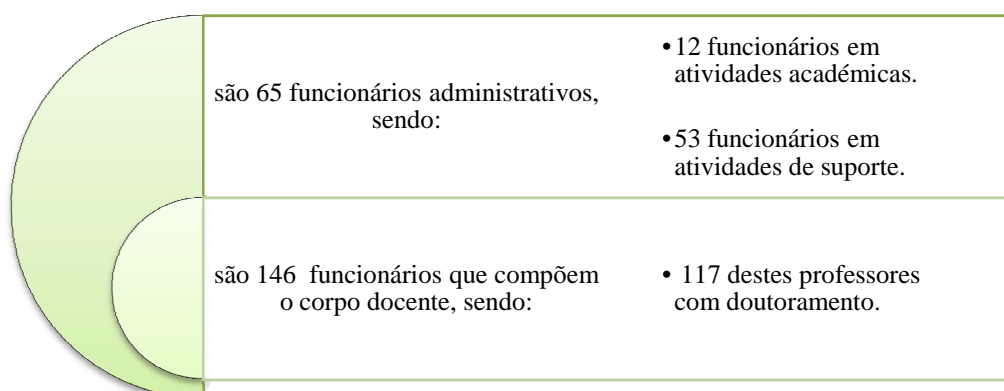 são 65 funcionários administrativos,
sendo:
•12 funcionários em
atividades académicas.
•53 funcionários em
atividades de suporte.
são 146  funcionários que compõem
o corpo docente, sendo:
• 117 destes professores
com doutoramento.